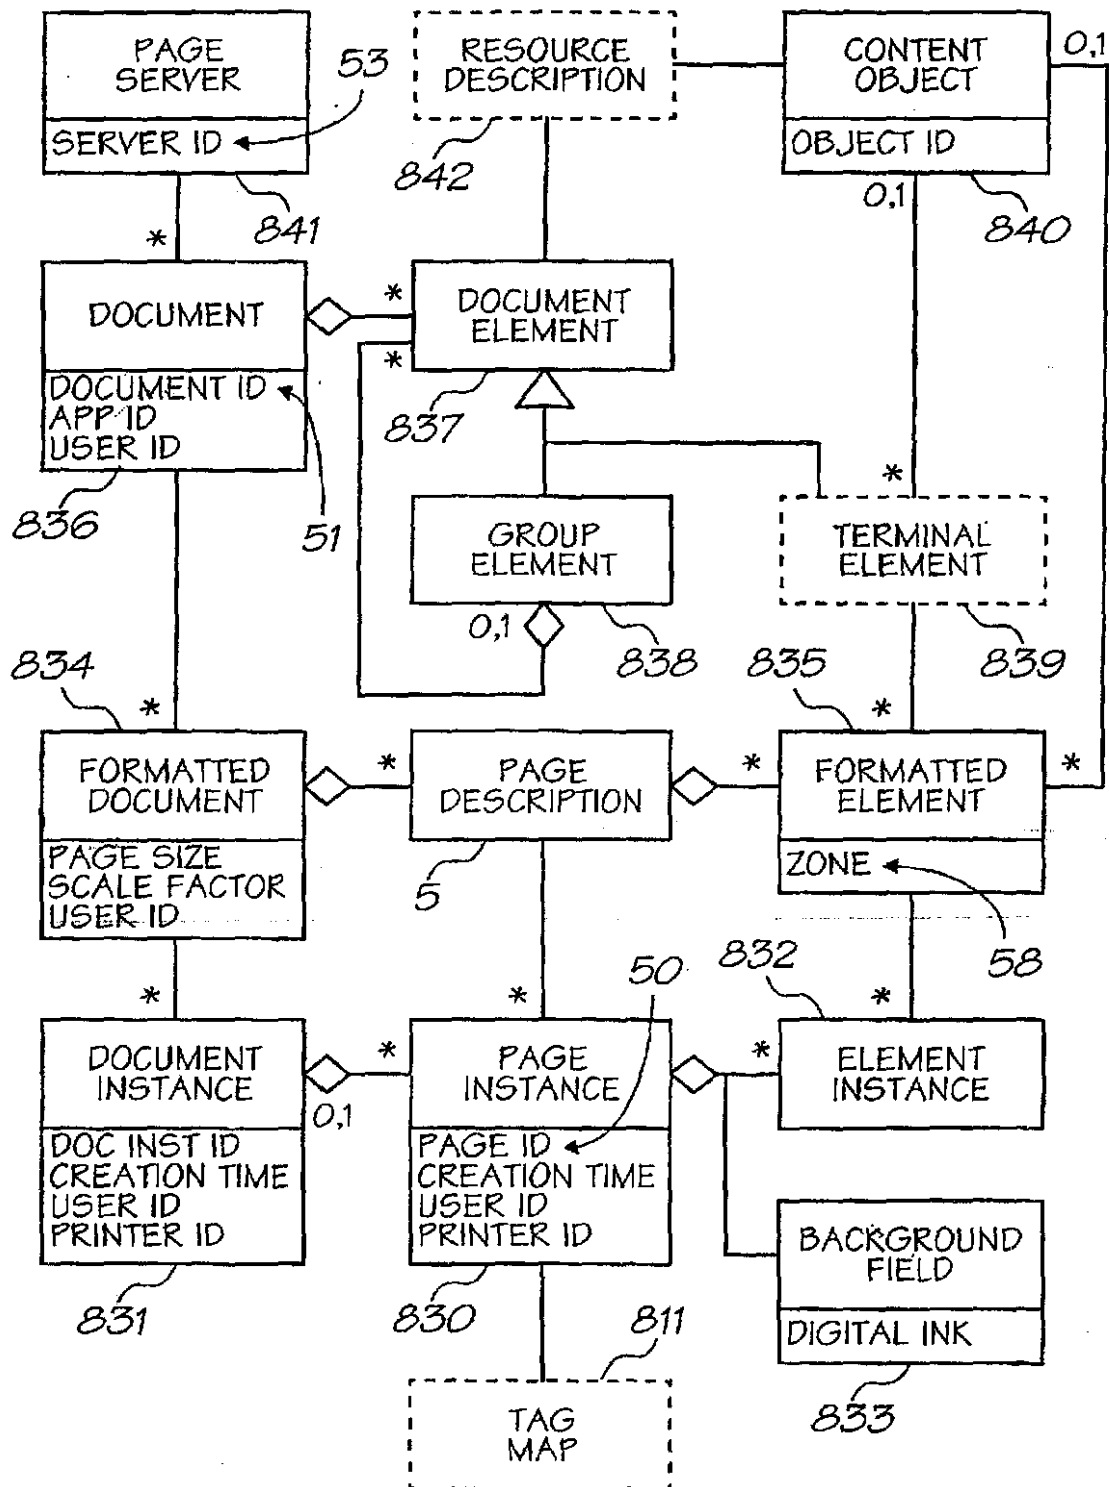 PAGE
SERVER
SERVER ID
53
841
*
RESOURCE
DESCRIPTION
842
CONTENT
OBJECT
OBJECT ID
0,1
0,1
840
DOCUMENT
DOCUMENT ID
APP ID
USER ID
836
51
*
*
DOCUMENT
ELEMENT
837
GROUP
ELEMENT
0,1
838
*
TERMINAL
ELEMENT
839
834
*
FORMATTED
DOCUMENT
PAGE SIZE
SCALE FACTOR
USER ID
*
PAGE
DESCRIPTION
5
835
*
*
*
FORMATTED
ELEMENT
ZONE
58
*
DOCUMENT
INSTANCE
0,1
DOC INST ID
CREATION TIME
USER ID
PRINTER ID
831
*
*
50
PAGE
INSTANCE
PAGE ID
CREATION TIME
USER ID
PRINTER ID
830
832
*
*
ELEMENT
INSTANCE
BACKGROUND
FIELD
DIGITAL INK
833
811
TAG
MAP